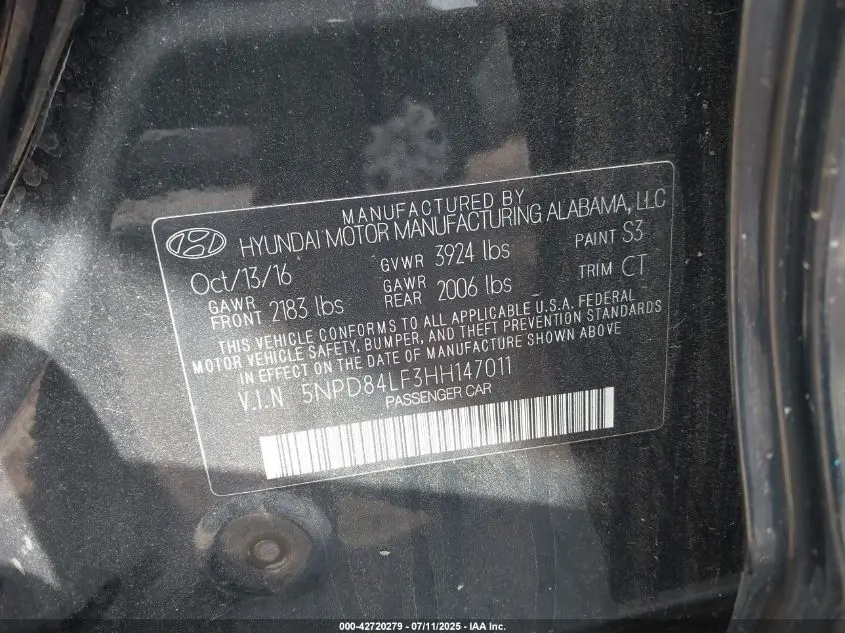 MANUFACTURED BY
HYUNDAI MOTOR MANUFACTURING ALABAMA, LLC
Oct/13/16 GVWR 3924 lbs PAINT S3
GAWR FRONT 2183 lbs GAWR REAR 2006 lbs TRIM CT
THIS VEHICLE CONFORMS TO ALL APPLICABLE U.S.A. FEDERAL
MOTOR VEHICLE SAFETY, BUMPER, AND THEFT PREVENTION STANDARDS
IN EFFECT ON THE DATE OF MANUFACTURE SHOWN ABOVE
V.I.N 5NPD84LF3HH147011
PASSENGER CAR
000-42720279 - 07/11/2025 - IAA Inc.